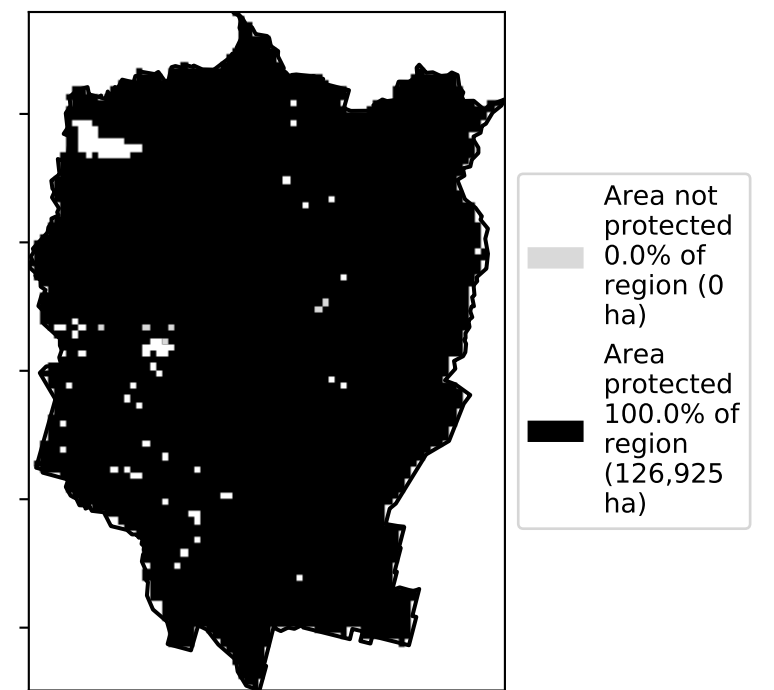 Area not
protected
0.0% of
region (0
ha)
Area
protected
100.0% of
region
(126,925
ha)